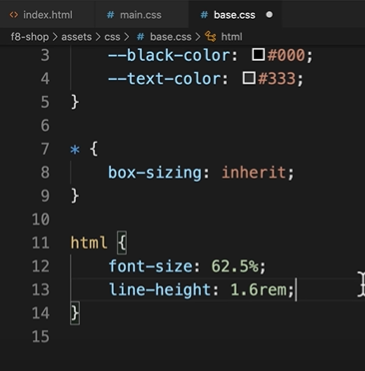 <> index.html # main.css # base.css ●
f8-shop > assets > css > # base.css > html
3 --black-color: #000;
4 --text-color: #333;
5 }
6
7 * {
8 box-sizing: inherit;
9 }
10
11 html {
12 font-size: 62.5%;
13 line-height: 1.6rem;
14 }
15